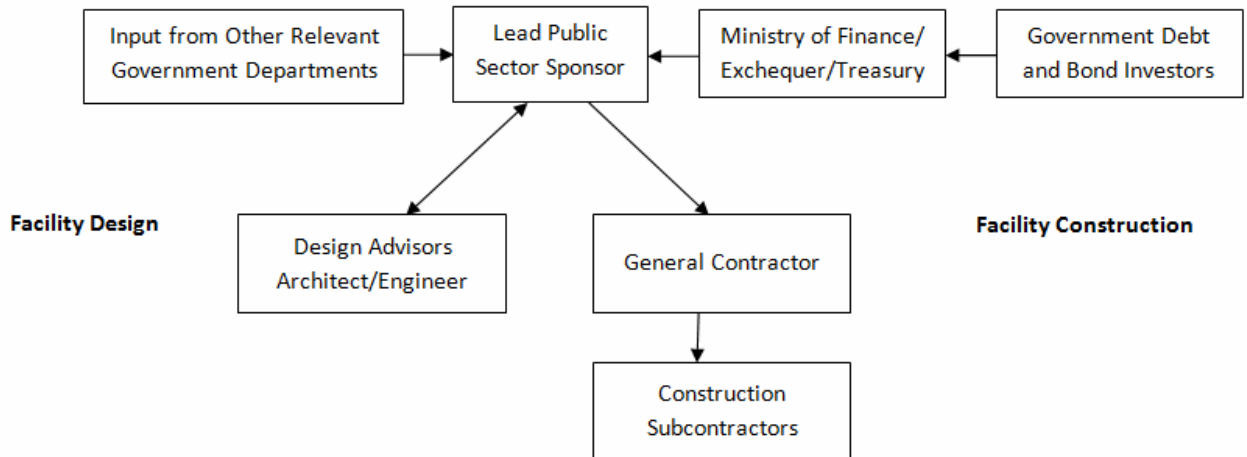 Input from Other Relevant
Government Departments
Lead Public
Sector Sponsor
Ministry of Finance/
Exchequer/Treasury
Government Debt
and Bond Investors
Facility Design
Design Advisors
Architect/Engineer
General Contractor
Facility Construction
Construction
Subcontractors